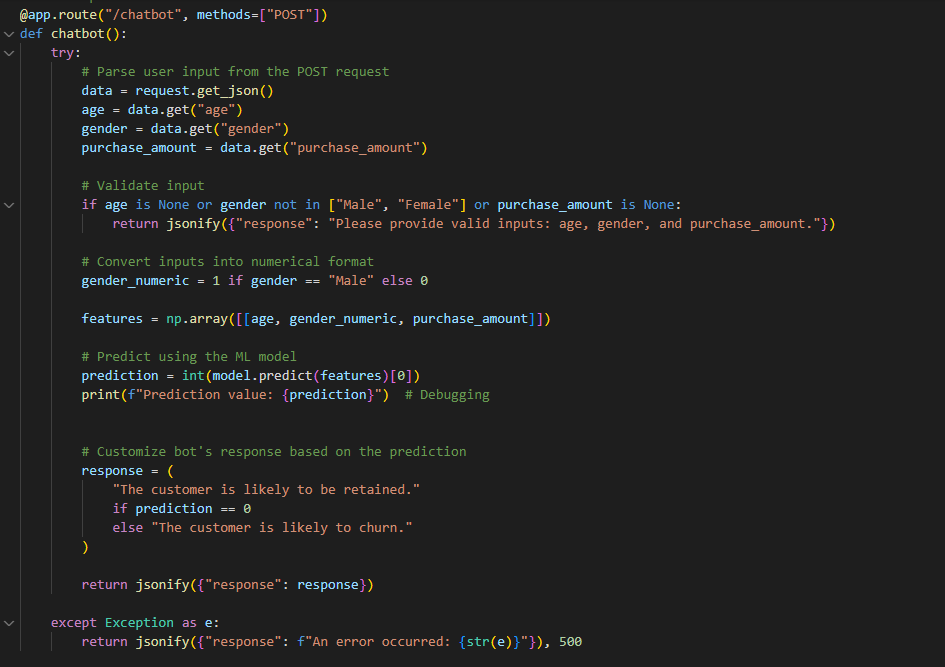 @app.route("/chatbot", methods=["POST"])
def chatbot():
    try:
        # Parse user input from the POST request
        data = request.get_json()
        age = data.get("age")
        gender = data.get("gender")
        purchase_amount = data.get("purchase_amount")

        # Validate input
        if age is None or gender not in ["Male", "Female"] or purchase_amount is None:
            return jsonify({"response": "Please provide valid inputs: age, gender, and purchase_amount."})

        # Convert inputs into numerical format
        gender_numeric = 1 if gender == "Male" else 0

        features = np.array([[age, gender_numeric, purchase_amount]])

        # Predict using the ML model
        prediction = int(model.predict(features)[0])
        print(f"Prediction value: {prediction}")  # Debugging


        # Customize bot's response based on the prediction
        response = (
            "The customer is likely to be retained."
            if prediction == 0
            else "The customer is likely to churn."
        )

        return jsonify({"response": response})

    except Exception as e:
        return jsonify({"response": f"An error occurred: {str(e)}"}), 500